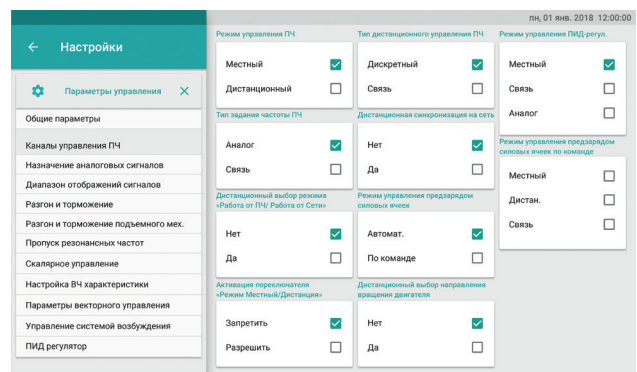 пн, 01 янв. 2018 12:00:00
Настройки
Параметры управления
Общие параметры
Каналы управления ПЧ
Назначение аналоговых сигналов
Диапазон отображений сигналов
Разгон и торможение
Разгон и торможение подъемного мех.
Пропуск резонансных частот
Скалярное управление
Настройка ВЧ характеристики
Параметры векторного управления
Управление системой возбуждения
ПИД регулятор
Режим управления ПЧ
Местный
Дистанционный
Тип задания частоты ПЧ
Аналог
Связь
Дистанционный выбор режима
«Работа от ПЧ/ Работа от Сети»
Нет
Да
Активация переключателя
«Режим Местный/Дистанция»
Запретить
Разрешить
Тип дистанционного управления ПЧ
Дискретный
Связь
Дистанционная синхронизация на сеть
Нет
Да
Режим управления предзарядом
силовых ячеек
Автомат.
По команде
Дистанционный выбор направления
вращения двигателя
Нет
Да
Режим управления ПИД-регул.
Местный
Связь
Аналог
Режим управления предзарядом
силовых ячеек по команде
Местный
Дистан.
Связь